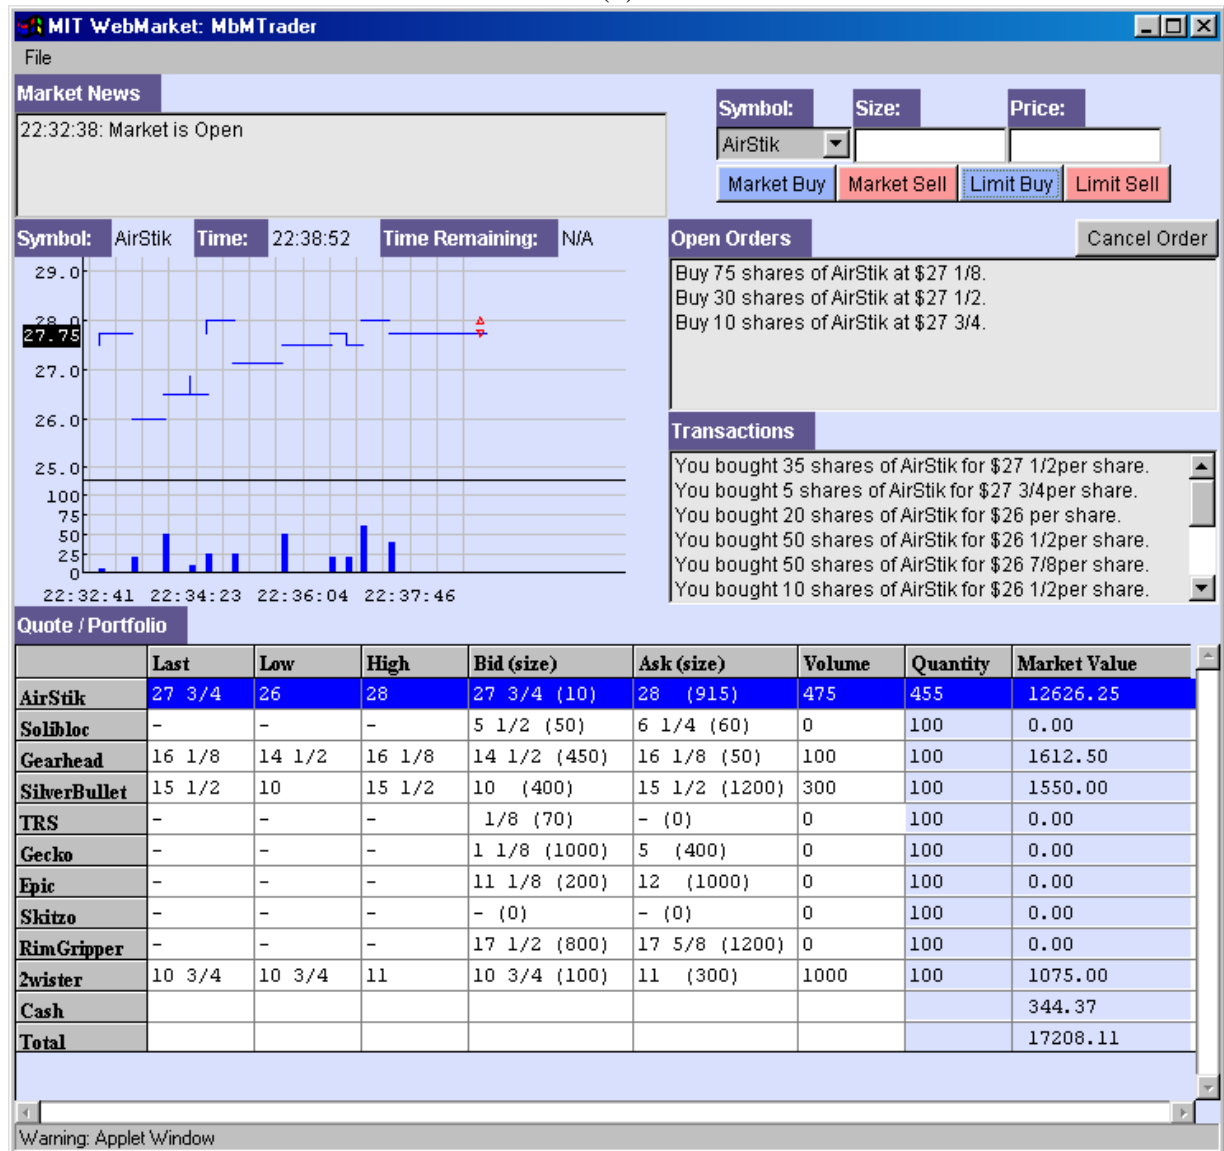 MIT WebMarket: MbMTrader
File
Market News
22:32:38: Market is Open
Symbol: Size: Price:
AirStik
Market Buy Market Sell Limit Buy Limit Sell
Symbol: AirStik Time: 22:38:52 Time Remaining: N/A
29.0
28.0
27.75
27.0
26.0
25.0
100
75
50
25
0
22:32:41 22:34:23 22:36:04 22:37:46
Open Orders Cancel Order
Buy 75 shares of AirStik at $27 1/8.
Buy 30 shares of AirStik at $27 1/2.
Buy 10 shares of AirStik at $27 3/4.
Transactions
You bought 35 shares of AirStik for $27 1/2per share.
You bought 5 shares of AirStik for $27 3/4per share.
You bought 20 shares of AirStik for $26 per share.
You bought 50 shares of AirStik for $26 1/2per share.
You bought 50 shares of AirStik for $26 7/8per share.
You bought 10 shares of AirStik for $26 1/2per share.
Quote / Portfolio
Last Low High Bid (size) Ask (size) Volume Quantity Market Value
AirStik 27 3/4 26 28 27 3/4 (10) 28 (915) 475 455 12626.25
Solibloc - - - 5 1/2 (50) 6 1/4 (60) 0 100 0.00
Gearhead 16 1/8 14 1/2 16 1/8 14 1/2 (450) 16 1/8 (50) 100 100 1612.50
SilverBullet 15 1/2 10 15 1/2 10 (400) 15 1/2 (1200) 300 100 1550.00
TRS - - - 1/8 (70) - (0) 0 100 0.00
Gecko - - - 1 1/8 (1000) 5 (400) 0 100 0.00
Epic - - - 11 1/8 (200) 12 (1000) 0 100 0.00
Skitzo - - - - (0) - (0) 0 100 0.00
RimGripper - - - 17 1/2 (800) 17 5/8 (1200) 0 100 0.00
2wister 10 3/4 10 3/4 11 10 3/4 (100) 11 (300) 1000 100 1075.00
Cash 344.37
Total 17208.11
Warning: Applet Window